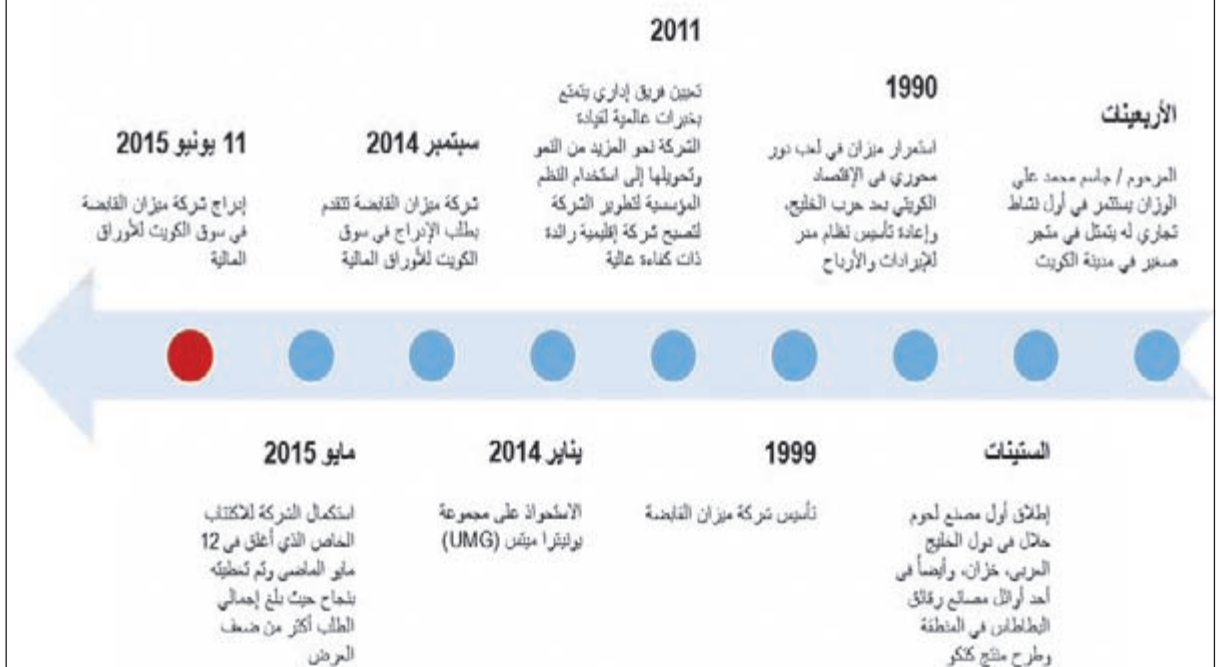 الأربعينات
المرحوم / جاسم محمد علي
الوزان يستثمر في أول نشاط
تجاري له يتمثل في متجر
صغير في مدينة الكويت
الستينات
إطلاق أول مصنع لحوم
حلال في دول الخليج
العربي، خزان، وأيضاً في
أحد أوائل مصانع رقائق
البطاطس في المنطقة
وطرح منتج كتكو
1990
استمرار ميزان في لعب دور
محوري في الإقتصاد
الكويتي بعد حرب الخليج،
وإعادة تأسيس نظام مدر
للإيرادات والأرباح
1999
تأسيس شركة ميزان القابضة
2011
تعيين فريق إداري يتمتع
بخبرات عالمية لقيادة
الشركة نحو المزيد من النمو
وتحويلها إلى استخدام النظم
المؤسسية لتطوير الشركة
لتصبح شركة إقليمية رائدة
ذات كفاءة عالية
يناير 2014
الاستحواذ على مجموعة
يونيترا ميتس (UMG)
سبتمبر 2014
شركة ميزان القابضة تتقدم
بطلب الإدراج في سوق
الكويت للأوراق المالية
مايو 2015
استكمال الشركة للاكتتاب
الخاص الذي أغلق في 12
مايو الماضي وتم تغطيته
بنجاح حيث بلغ إجمالي
الطلب أكثر من ضعف
العرض
11 يونيو 2015
إدراج شركة ميزان القابضة
في سوق الكويت للأوراق
المالية